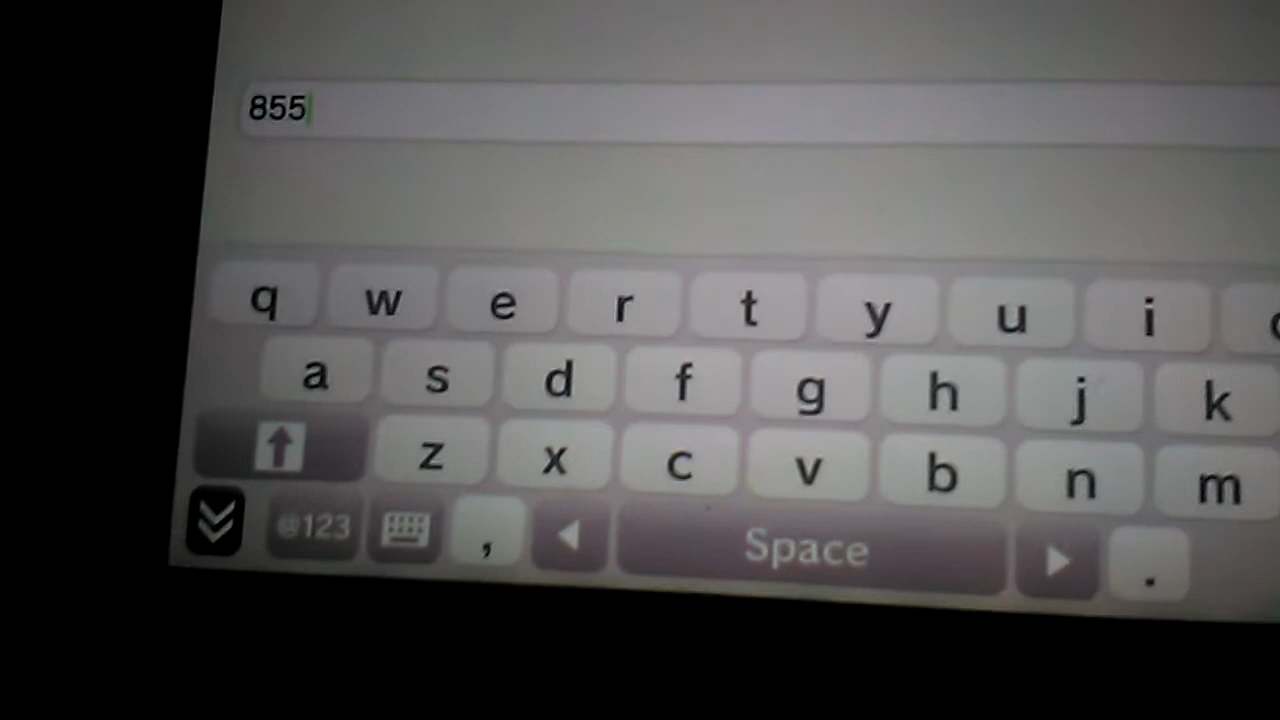 855
q w e r t y u i
a s d f g h j k
z x c v b n m
@123 , Space .